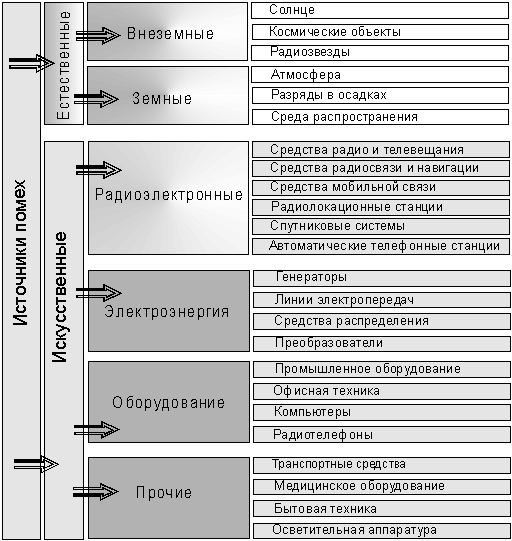 Источники помех
Естественные
Внеземные
Солнце
Космические объекты
Радиозвезды
Земные
Атмосфера
Разряды в осадках
Среда распространения
Искусственные
Радиоэлектронные
Средства радио и телевещания
Средства радиосвязи и навигации
Средства мобильной связи
Радиолокационные станции
Спутниковые системы
Автоматические телефонные станции
Электроэнергия
Генераторы
Линии электропередач
Средства распределения
Преобразователи
Оборудование
Промышленное оборудование
Офисная техника
Компьютеры
Радиотелефоны
Прочие
Транспортные средства
Медицинское оборудование
Бытовая техника
Осветительная аппаратура